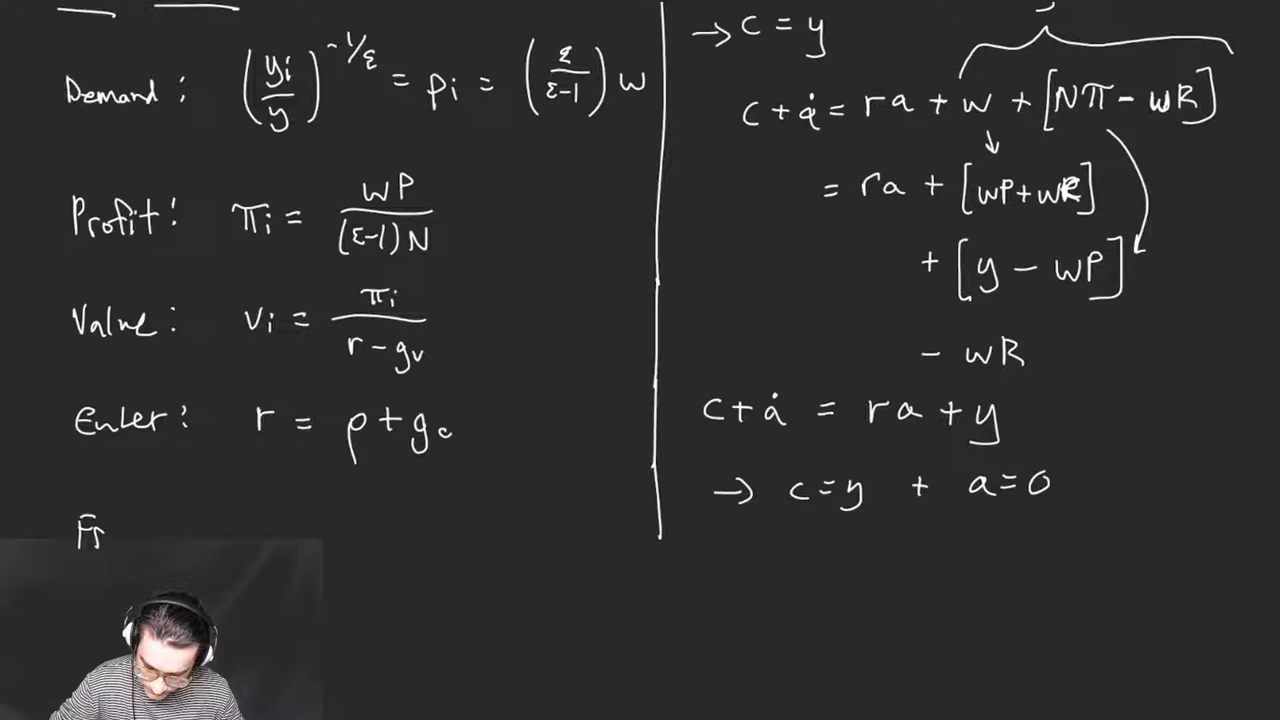 Demand : (yi/y)^{-1/ε} = pi = (ε/(ε-1)) w
Profit : πi = wP/((ε-1)N)
Value : vi = πi/(r - gv)
Euler : r = ρ + gc
Fr
→ c = y
c + ȧ = ra + w + [Nπ - wR]
= ra + [wP + wR]
+ [y - wP]
- wR
c + ȧ = ra + y
→ c = y + a = 0